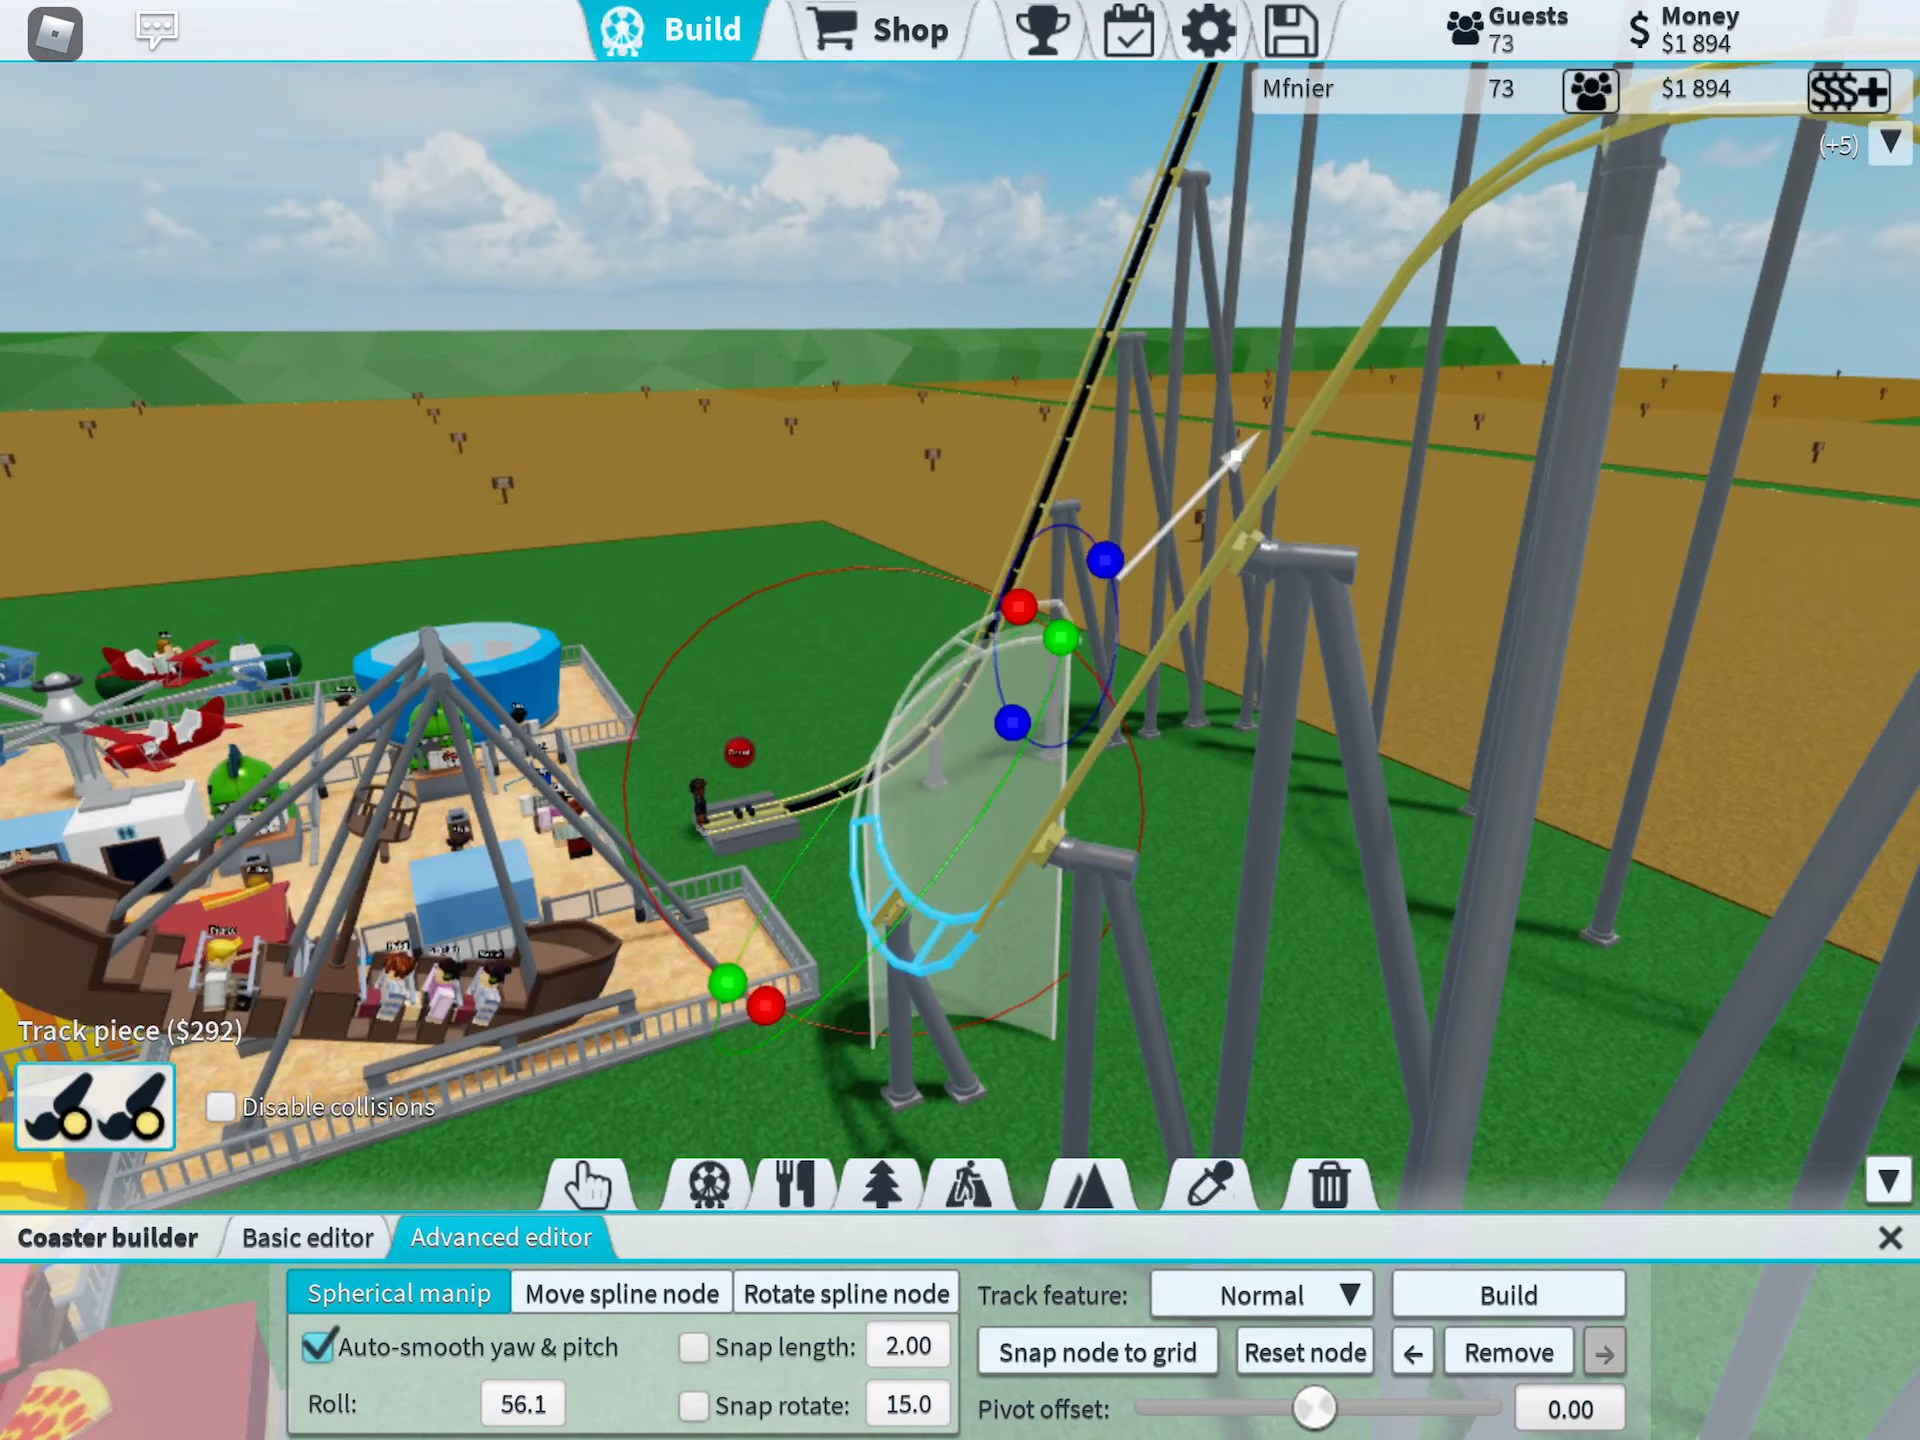 Build
Shop
Guests
73
$
Money
$1 894
Mfnier
73
$1 894
$$$+
(+5)
Track piece ($292)
Disable collisions
Coaster builder
Basic editor
Advanced editor
Spherical manip
Move spline node
Rotate spline node
Track feature:
Normal
Build
Auto-smooth yaw & pitch
Snap length:
2.00
Snap node to grid
Reset node
Remove
Roll:
56.1
Snap rotate:
15.0
Pivot offset:
0.00